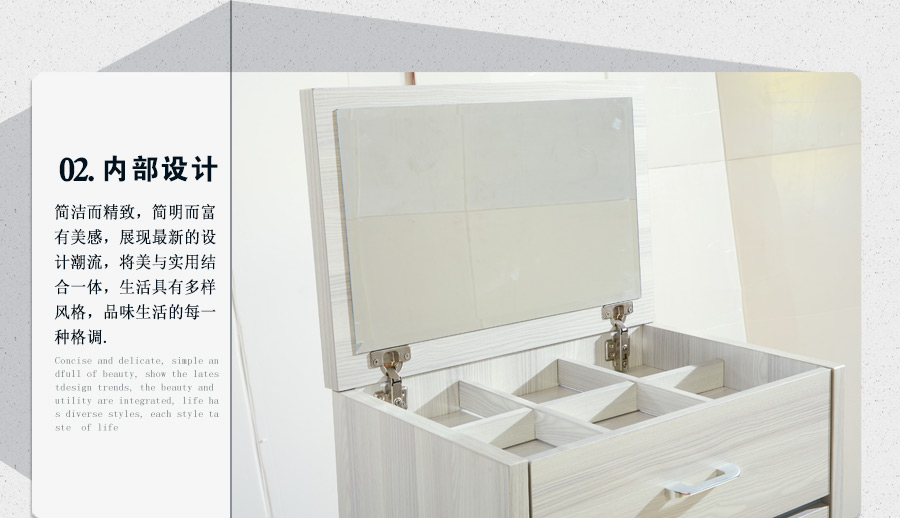 02. 内部设计
简洁而精致，简明而富
有美感，展现最新的设
计潮流，将美与实用结
合一体，生活具有多样
风格，品味生活的每一
种格调.
Concise and delicate, simple an
dfull of beauty, show the lates
tdesign trends, the beauty and
utility are integrated, life ha
s diverse styles, each style ta
ste  of life